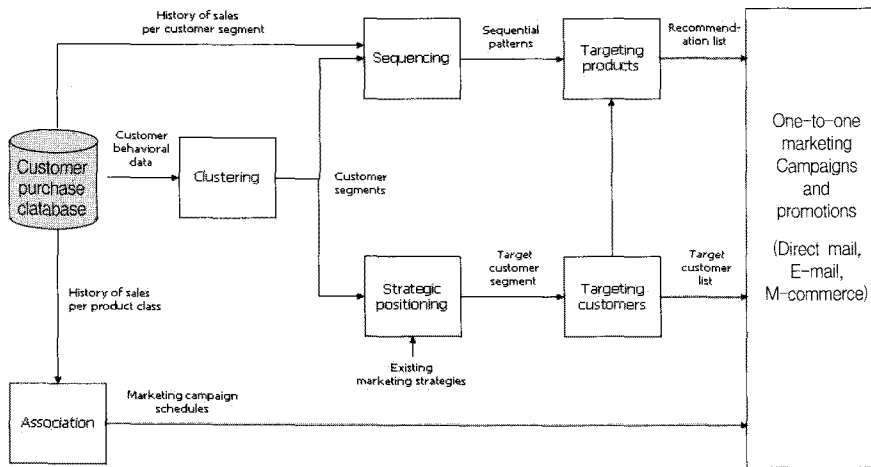 History of sales
per customer segment
Sequencing
Sequential
patterns
Targeting
products
Recommend-
ation list
Customer
behavioral
data
Customer
purchase
clatabase
Clustering
Customer
segments
One-to-one
marketing
Campaigns
and
promotions
(Direct mail,
E-mail,
M-commerce)
History of sales
per product class
Strategic
positioning
Target
customer
segment
Targeting
customers
Target
customer
list
Existing
marketing strategies
Association
Marketing campaign
schedules